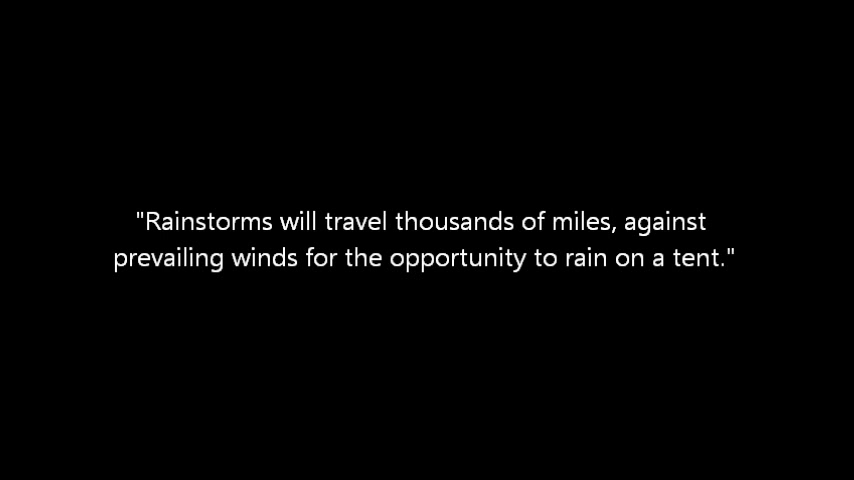 "Rainstorms will travel thousands of miles, against
prevailing winds for the opportunity to rain on a tent."